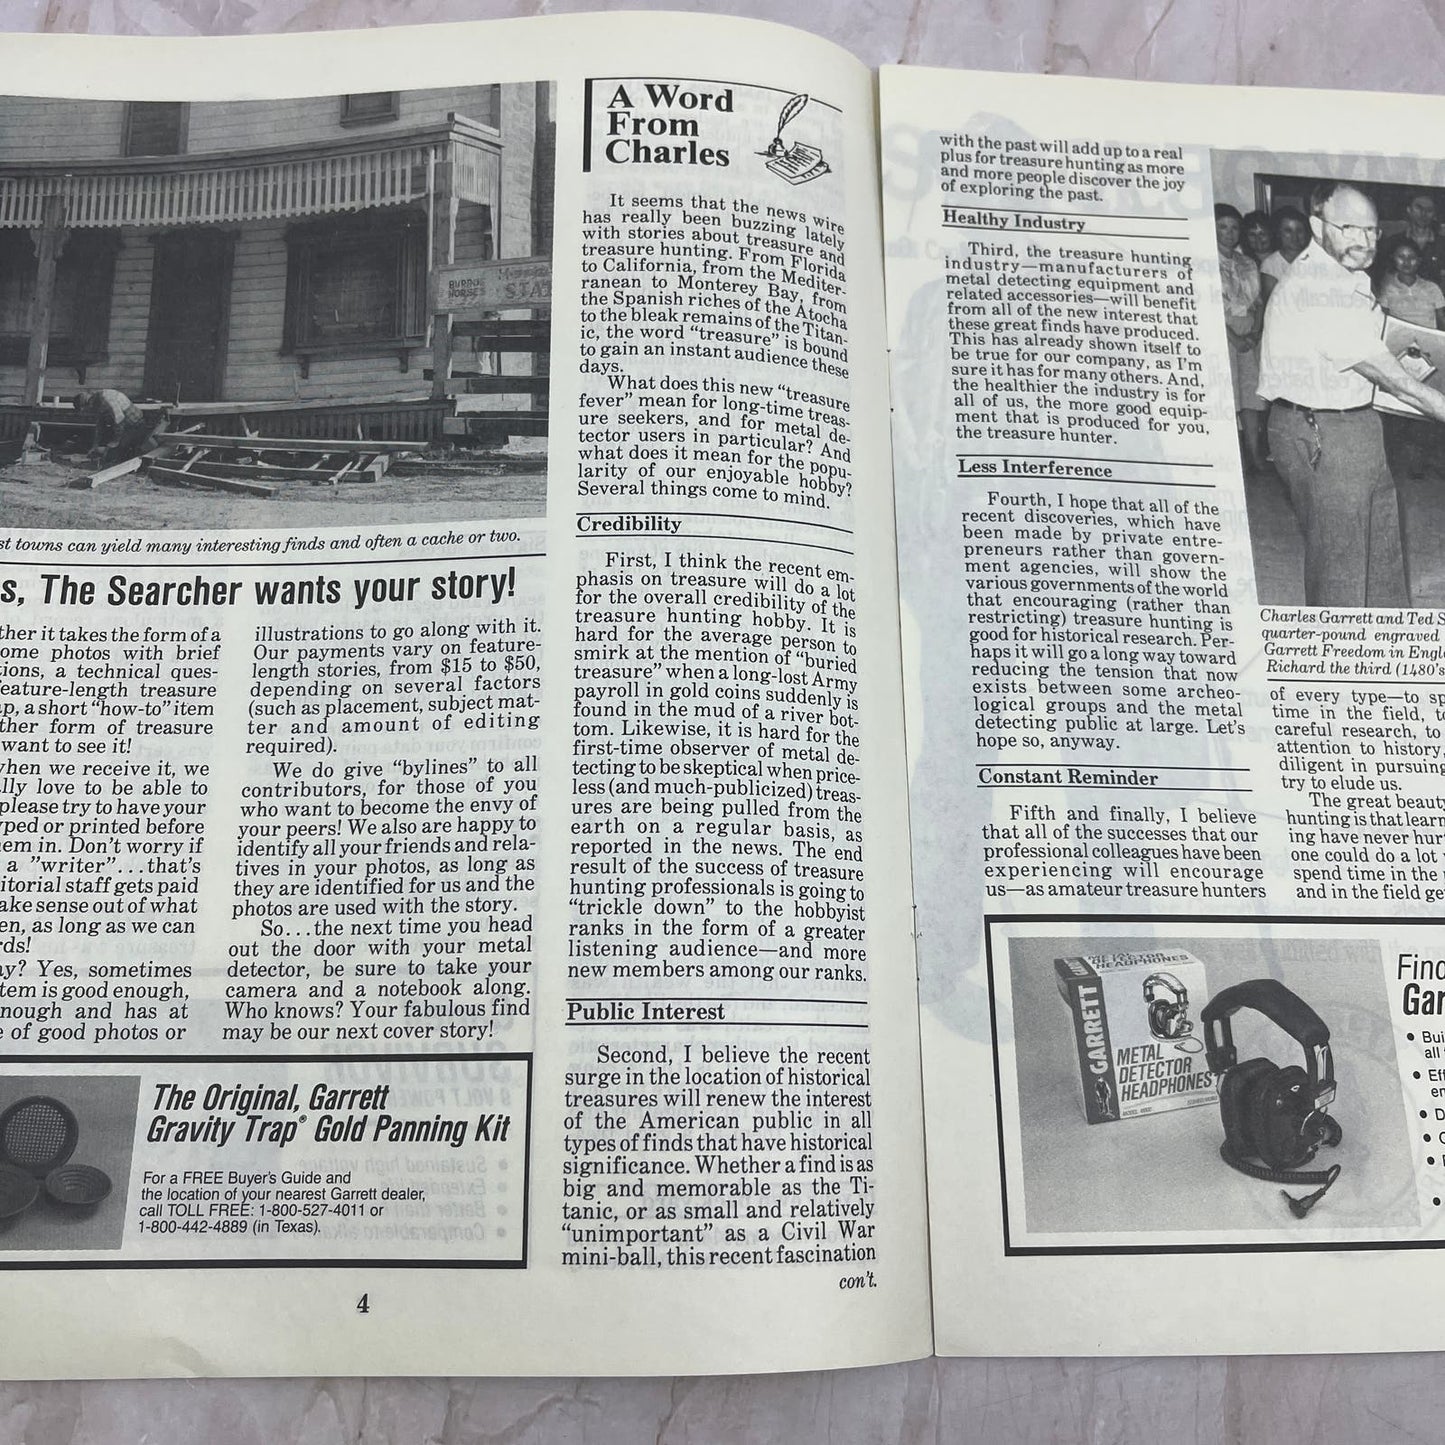 BURROS
HORSES
STA
st towns can yield many interesting finds and often a cache or two.
s, The Searcher wants your story!
ther it takes the form of a
ome photos with brief
tions, a technical ques-
feature-length treasure
ap, a short "how-to" item
ther form of treasure
want to see it!
when we receive it, we
lly love to be able to
please try to have your
yped or printed before
em in. Don't worry if
a "writer"...that's
itorial staff gets paid
ake sense out of what
en, as long as we can
rds!
ay? Yes, sometimes
tem is good enough,
nough and has at
e of good photos or
illustrations to go along with it.
Our payments vary on feature-
length stories, from $15 to $50,
depending on several factors
(such as placement, subject mat-
ter and amount of editing
required).
We do give "bylines" to all
contributors, for those of you
who want to become the envy of
your peers! We also are happy to
identify all your friends and rela-
tives in your photos, as long as
they are identified for us and the
photos are used with the story.
So...the next time you head
out the door with your metal
detector, be sure to take your
camera and a notebook along.
Who knows? Your fabulous find
may be our next cover story!
The Original, Garrett
Gravity Trap® Gold Panning Kit
For a FREE Buyer's Guide and
the location of your nearest Garrett dealer,
call TOLL FREE: 1-800-527-4011 or
1-800-442-4889 (in Texas).
4
A Word
From
Charles
It seems that the news wire
has really been buzzing lately
with stories about treasure and
treasure hunting. From Florida
to California, from the Mediter-
ranean to Monterey Bay, from
the Spanish riches of the Atocha
to the bleak remains of the Titan-
ic, the word "treasure" is bound
to gain an instant audience these
days.
What does this new "treasure
fever" mean for long-time treas-
ure seekers, and for metal de-
tector users in particular? And
what does it mean for the popu-
larity of our enjoyable hobby?
Several things come to mind.
Credibility
First, I think the recent em-
phasis on treasure will do a lot
for the overall credibility of the
treasure hunting hobby. It is
hard for the average person to
smirk at the mention of "buried
treasure" when a long-lost Army
payroll in gold coins suddenly is
found in the mud of a river bot-
tom. Likewise, it is hard for the
first-time observer of metal de-
tecting to be skeptical when price-
less (and much-publicized) treas-
ures are being pulled from the
earth on a regular basis, as
reported in the news. The end
result of the success of treasure
hunting professionals is going to
"trickle down" to the hobbyist
ranks in the form of a greater
listening audience—and more
new members among our ranks.
Public Interest
Second, I believe the recent
surge in the location of historical
treasures will renew the interest
of the American public in all
types of finds that have historical
significance. Whether a find is as
big and memorable as the Ti-
tanic, or as small and relatively
"unimportant" as a Civil War
mini-ball, this recent fascination
con't.
with the past will add up to a real
plus for treasure hunting as more
and more people discover the joy
of exploring the past.
Healthy Industry
Third, the treasure hunting
industry—manufacturers of
metal detecting equipment and
related accessories—will benefit
from all of the new interest that
these great finds have produced.
This has already shown itself to
be true for our company, as I'm
sure it has for many others. And,
the healthier the industry is for
all of us, the more good equip-
ment that is produced for you,
the treasure hunter.
Less Interference
Fourth, I hope that all of the
recent discoveries, which have
been made by private entre-
preneurs rather than govern-
ment agencies, will show the
various governments of the world
that encouraging (rather than
restricting) treasure hunting is
good for historical research. Per-
haps it will go a long way toward
reducing the tension that now
exists between some archeo-
logical groups and the metal
detecting public at large. Let's
hope so, anyway.
Constant Reminder
Fifth and finally, I believe
that all of the successes that our
professional colleagues have been
experiencing will encourage
us—as amateur treasure hunters
Charles Garrett and Ted S
quarter-pound engraved
Garrett Freedom in Engl
Richard the third (1480's
of every type—to sp
time in the field, to
careful research, to
attention to history,
diligent in pursuing
try to elude us.
The great beauty
hunting is that learn
ing have never hur
one could do a lot
spend time in the
and in the field ge
GARRETT
METAL DETECTOR
HEADPHONES
GARRETT
METAL
DETECTOR
HEADPHONES
Find
Gar
• Bui
all
• Eff
en
• D
•
•
•